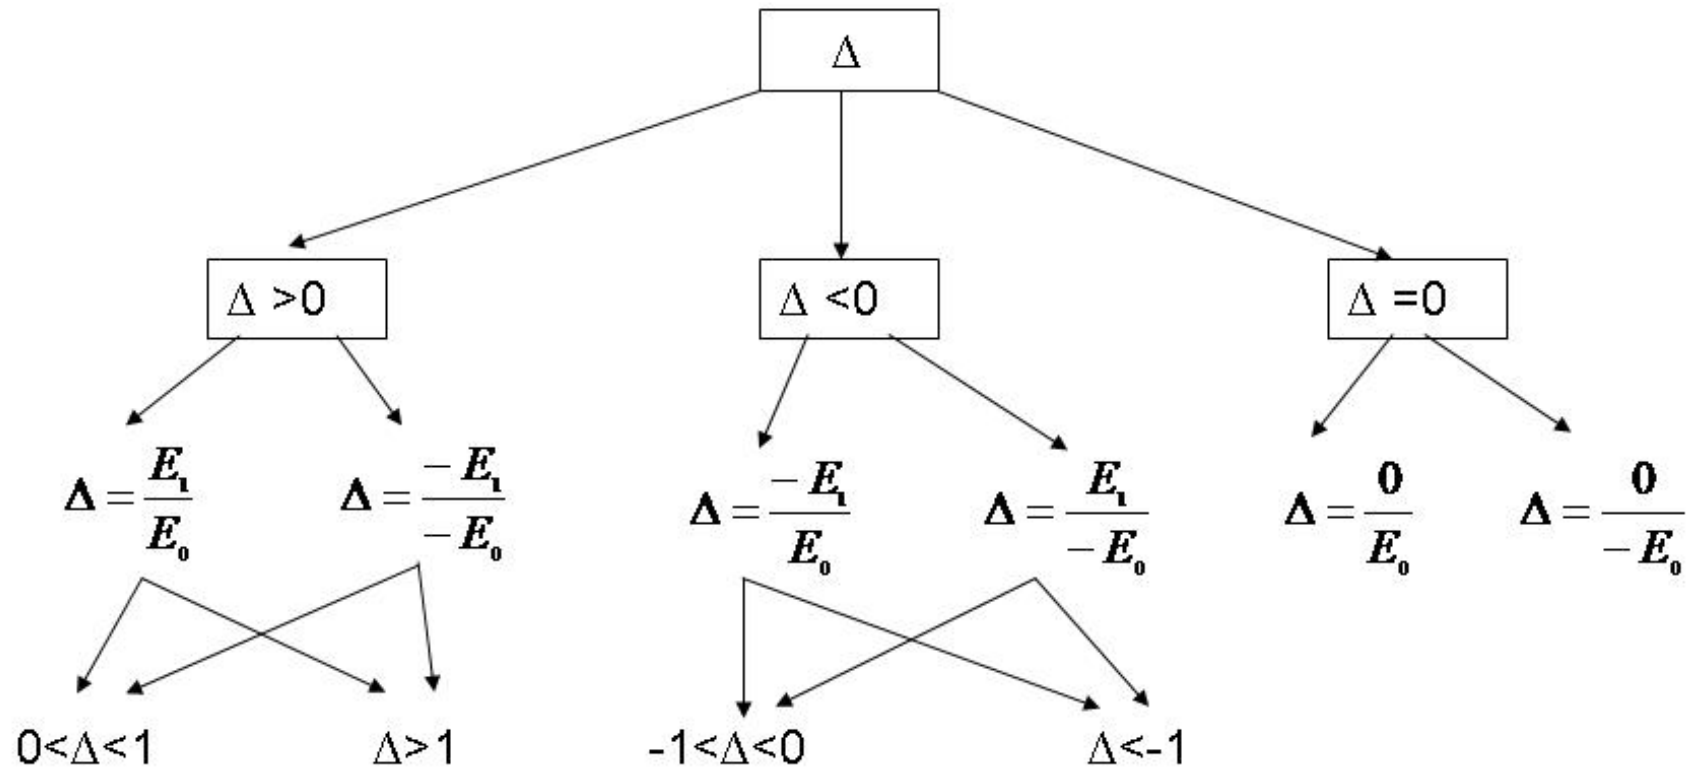 Δ
Δ >0
Δ <0
Δ =0
Δ = E₁ / E₀
Δ = −E₁ / −E₀
Δ = −E₁ / E₀
Δ = E₁ / −E₀
Δ = 0 / E₀
Δ = 0 / −E₀
0<Δ<1
Δ>1
-1<Δ<0
Δ<-1